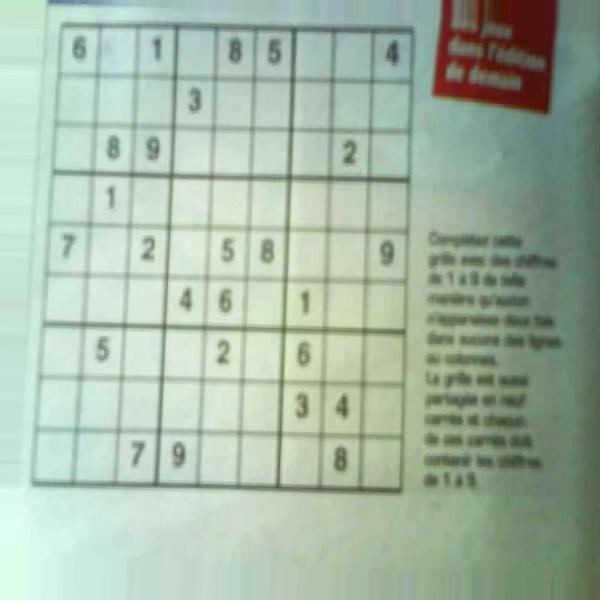 6 1 8 5 4
3
8 9 2
1
7 2 5 8 9
4 6 1
5 2 6
3 4
7 9 8
jeux
dans l'édition
de demain
Complétez cette
grille avec des chiffres
de 1 à 9 de telle
manière qu'aucun
n'apparaisse deux fois
dans aucune des lignes
ou colonnes.
La grille est aussi
partagée en neuf
carrés et chacun
de ces carrés doit
contenir les chiffres
de 1 à 9.